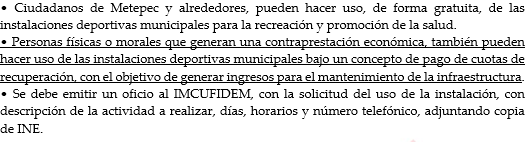 • Ciudadanos de Metepec y alrededores, pueden hacer uso, de forma gratuita, de las
instalaciones deportivas municipales para la recreación y promoción de la salud.
• Personas físicas o morales que generan una contraprestación económica, también pueden
hacer uso de las instalaciones deportivas municipales bajo un concepto de pago de cuotas de
recuperación, con el objetivo de generar ingresos para el mantenimiento de la infraestructura.
• Se debe emitir un oficio al IMCUFIDEM, con la solicitud del uso de la instalación, con
descripción de la actividad a realizar, días, horarios y número telefónico, adjuntando copia
de INE.